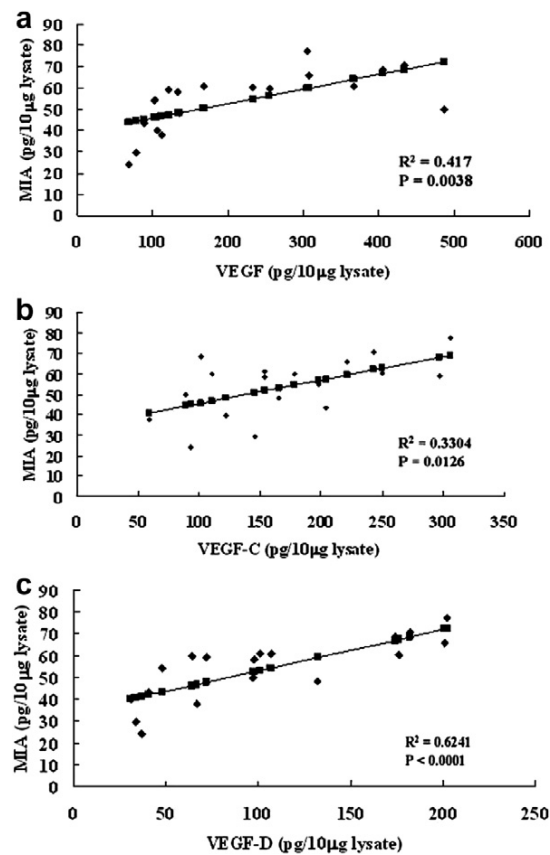 a
90
80
70
60
50
40
30
20
10
0
MIA (pg/10μg lysate)
R² = 0.417
P = 0.0038
100 200 300 400 500 600
VEGF (pg/10μg lysate)
b
90
80
70
60
50
40
30
20
10
0
MIA (pg/10μg lysate)
R² = 0.3304
P = 0.0126
0 50 100 150 200 250 300 350
VEGF-C (pg/10μg lysate)
c
90
80
70
60
50
40
30
20
10
0
MIA (pg/10μg lysate)
R² = 0.6241
P < 0.0001
0 50 100 150 200 250
VEGF-D (pg/10μg lysate)